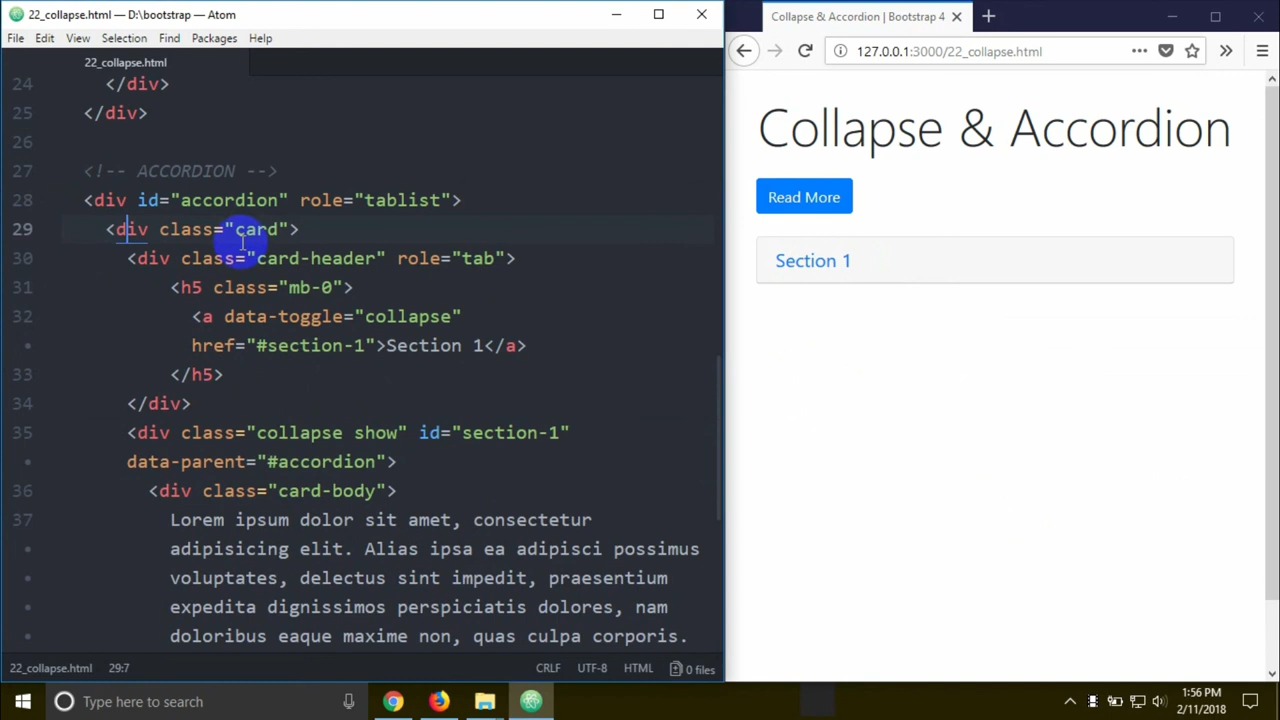 22_collapse.html — D:\bootstrap — Atom
File Edit View Selection Find Packages Help
22_collapse.html
24 </div>
25 </div>
26
27 <!-- ACCORDION -->
28 <div id="accordion" role="tablist">
29 <div class="card">
30 <div class="card-header" role="tab">
31 <h5 class="mb-0">
32 <a data-toggle="collapse"
• href="#section-1">Section 1</a>
33 </h5>
34 </div>
35 <div class="collapse show" id="section-1"
• data-parent="#accordion">
36 <div class="card-body">
37 Lorem ipsum dolor sit amet, consectetur
• adipisicing elit. Alias ipsa ea adipisci possimus
• voluptates, delectus sint impedit, praesentium
• expedita dignissimos perspiciatis dolores, nam
• doloribus eaque maxime non, quas culpa corporis.
22_collapse.html 29:7 CRLF UTF-8 HTML 0 files
Collapse & Accordion | Bootstrap 4
127.0.0.1:3000/22_collapse.html
Collapse & Accordion
Read More
Section 1
Type here to search
1:56 PM
2/11/2018